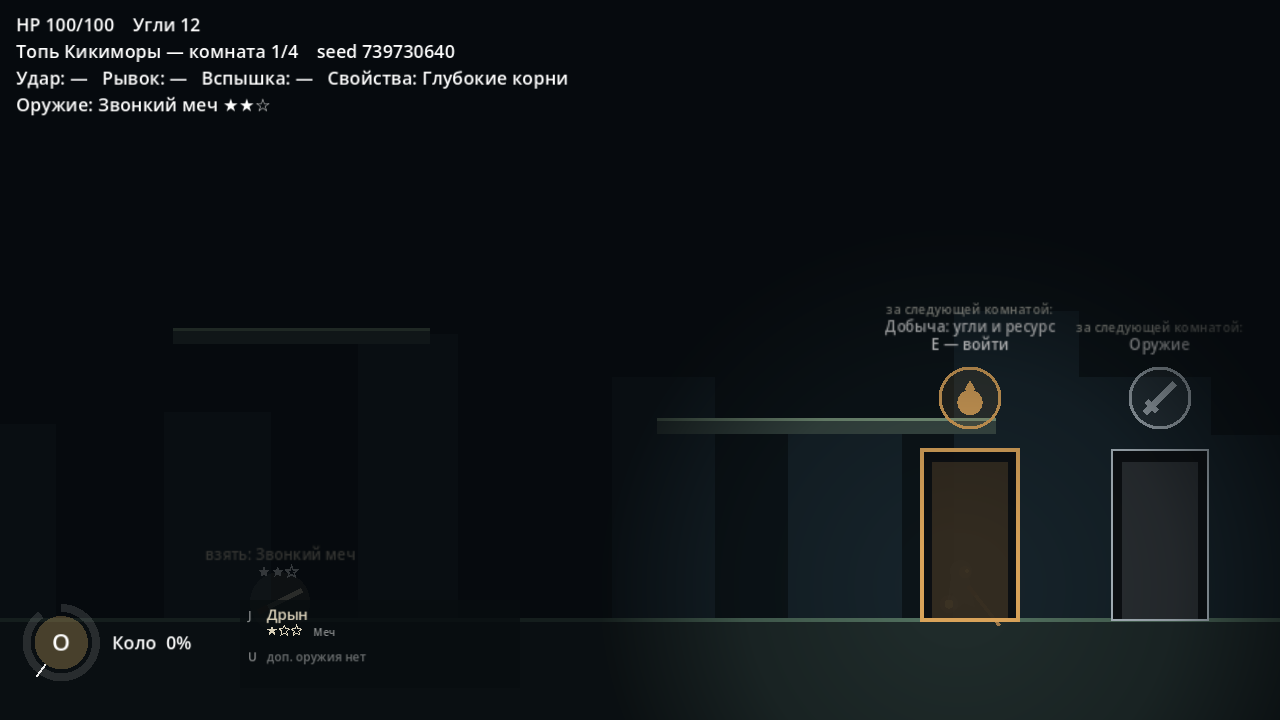 HP 100/100 Угли 12
Топь Кикиморы — комната 1/4 seed 739730640
Удар: — Рывок: — Вспышка: — Свойства: Глубокие корни
Оружие: Звонкий меч ★★☆
за следующей комнатой:
Добыча: угли и ресурс
E — войти
за следующей комнатой:
Оружие
взять: Звонкий меч
★★☆
J Дрын
★☆☆ Меч
U доп. оружия нет
О Коло 0%